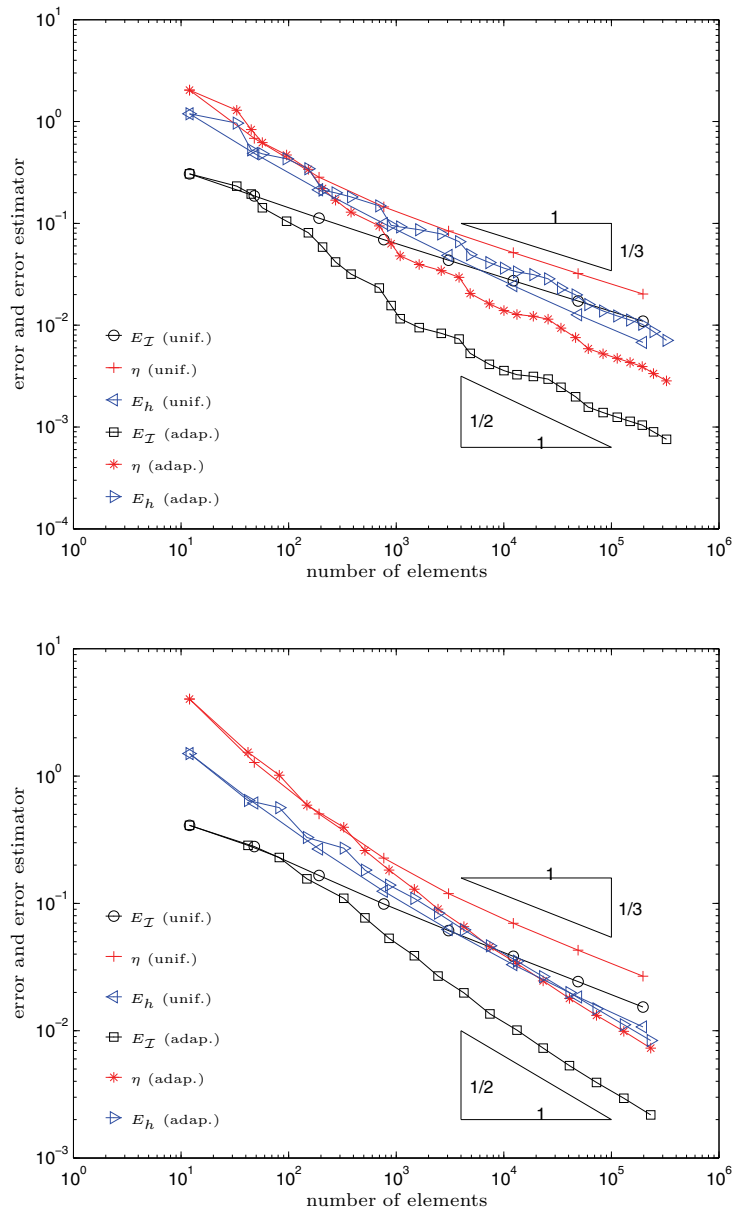 10^1
10^0
10^-1
10^-2
10^-3
10^-4
error and error estimator
1
1/3
1/2
1
E_I (unif.)
η (unif.)
E_h (unif.)
E_I (adap.)
η (adap.)
E_h (adap.)
10^0 10^1 10^2 10^3 10^4 10^5 10^6
number of elements
10^1
10^0
10^-1
10^-2
10^-3
error and error estimator
1
1/3
1/2
1
E_I (unif.)
η (unif.)
E_h (unif.)
E_I (adap.)
η (adap.)
E_h (adap.)
10^0 10^1 10^2 10^3 10^4 10^5 10^6
number of elements